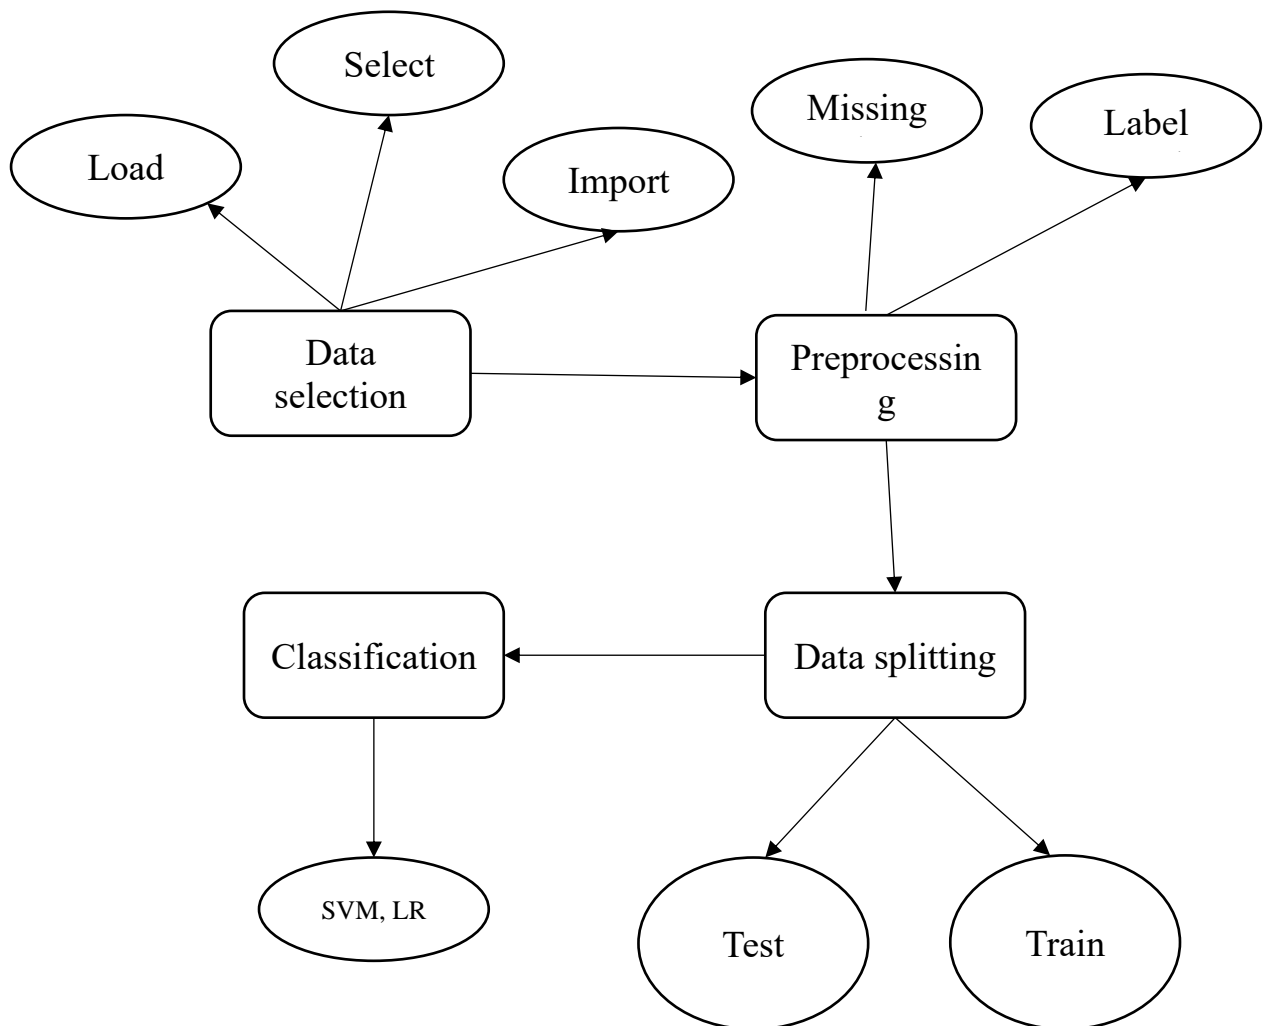 Select
Missing
Label
Load
Import
Data
selection
Preprocessin
g
Classification
Data splitting
SVM, LR
Test
Train